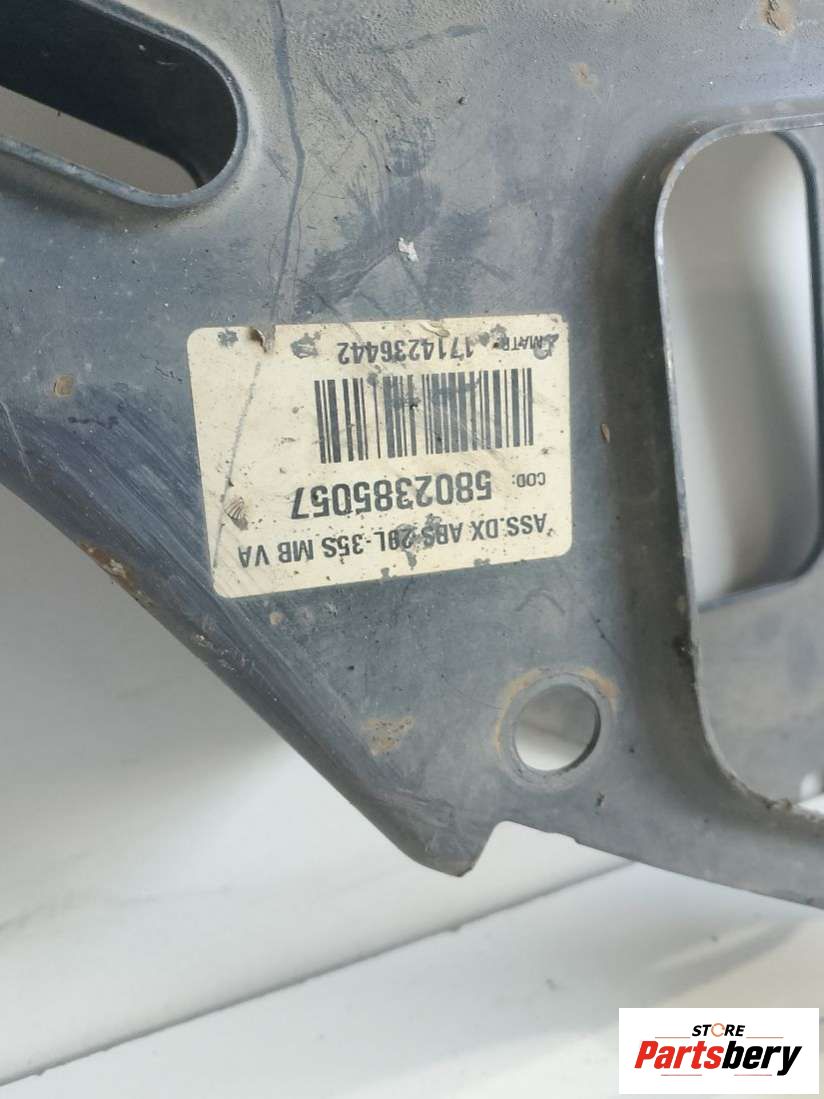 ASS.DX ABS 29L-35S MB VA
COD: 5802385057
MATR. 1714236442
STORE
Partsbery